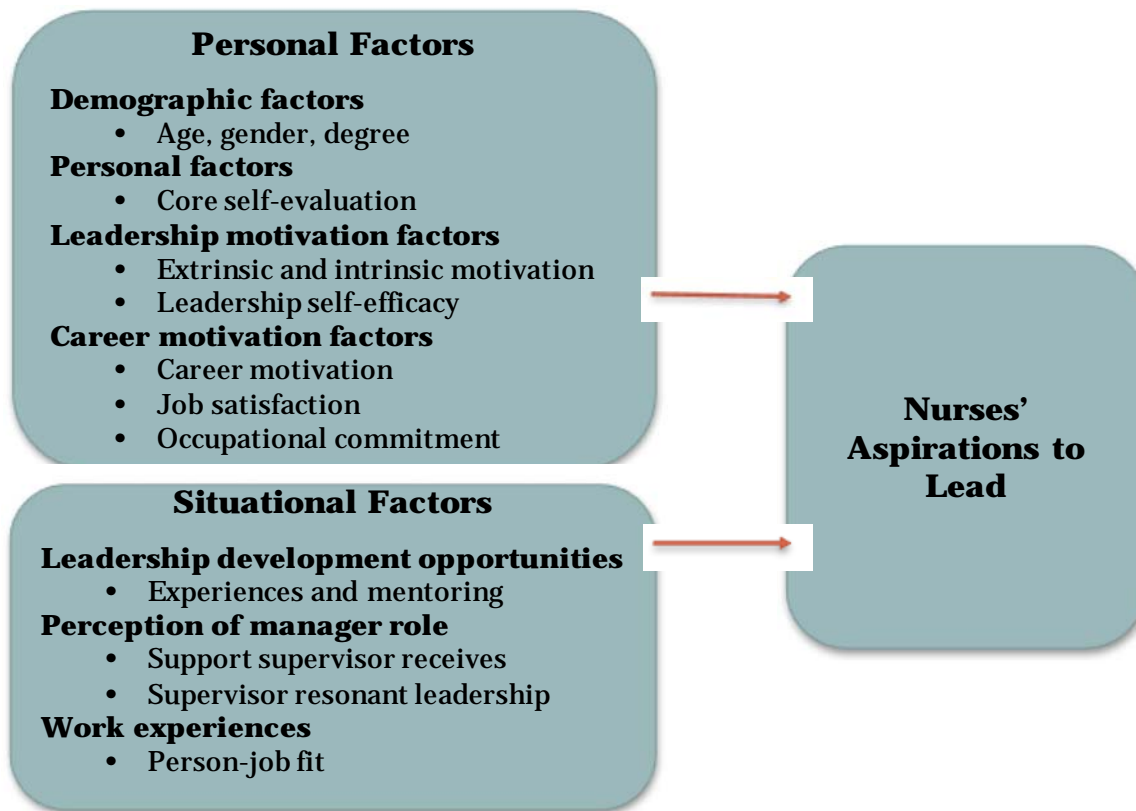 Personal Factors
Demographic factors
• Age, gender, degree
Personal factors
• Core self-evaluation
Leadership motivation factors
• Extrinsic and intrinsic motivation
• Leadership self-efficacy
Career motivation factors
• Career motivation
• Job satisfaction
• Occupational commitment
Situational Factors
Leadership development opportunities
• Experiences and mentoring
Perception of manager role
• Support supervisor receives
• Supervisor resonant leadership
Work experiences
• Person-job fit
Nurses’
Aspirations to
Lead